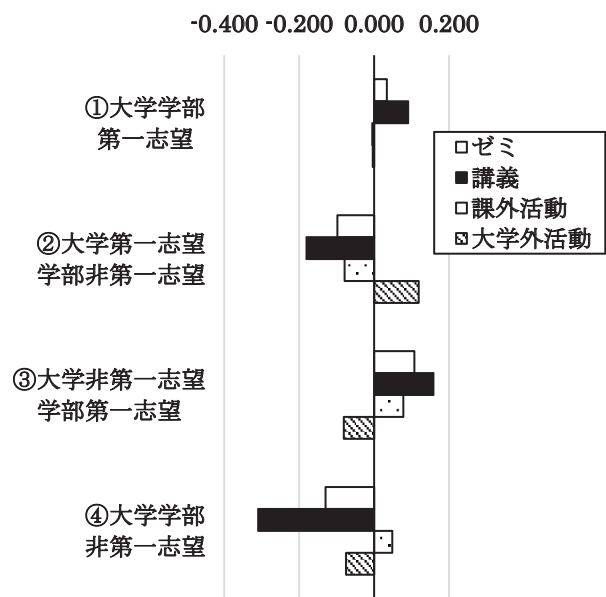 -0.400 -0.200 0.000 0.200
①大学学部
第一志望
□ゼミ
■講義
□課外活動
大学外活動
②大学第一志望
学部非第一志望
③大学非第一志望
学部第一志望
④大学学部
非第一志望